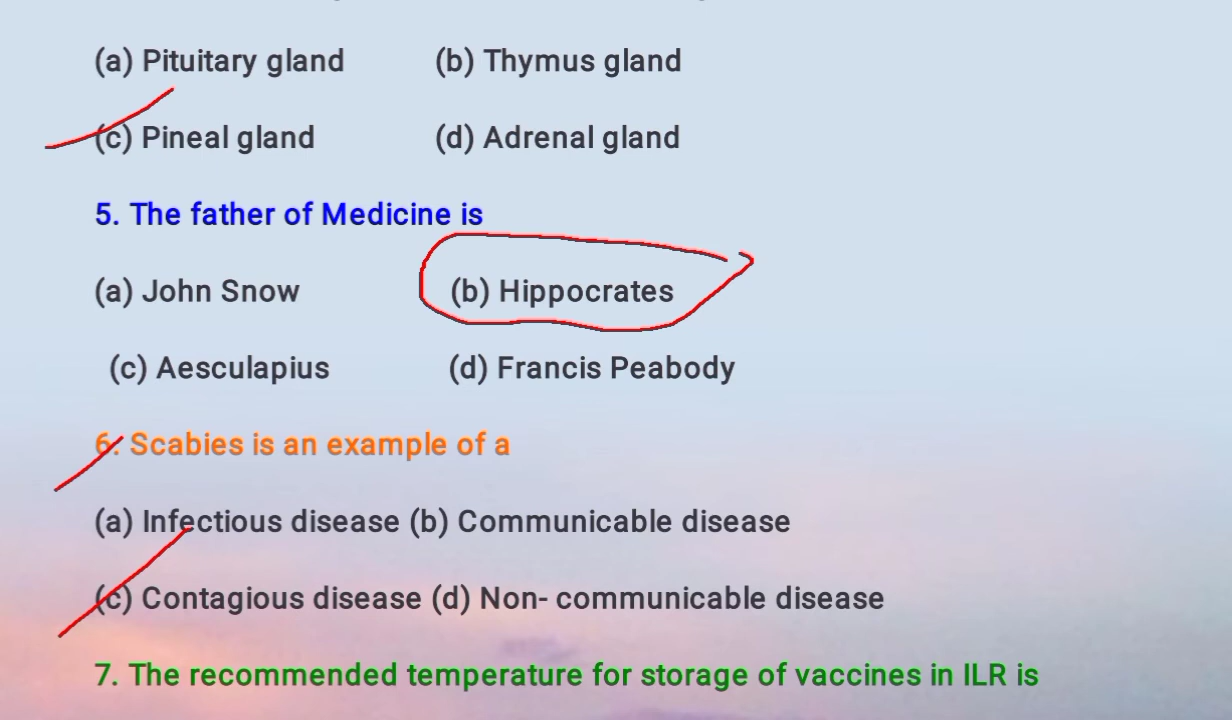 (a) Pituitary gland (b) Thymus gland
(c) Pineal gland (d) Adrenal gland
5. The father of Medicine is
(a) John Snow (b) Hippocrates
(c) Aesculapius (d) Francis Peabody
6. Scabies is an example of a
(a) Infectious disease (b) Communicable disease
(c) Contagious disease (d) Non- communicable disease
7. The recommended temperature for storage of vaccines in ILR is